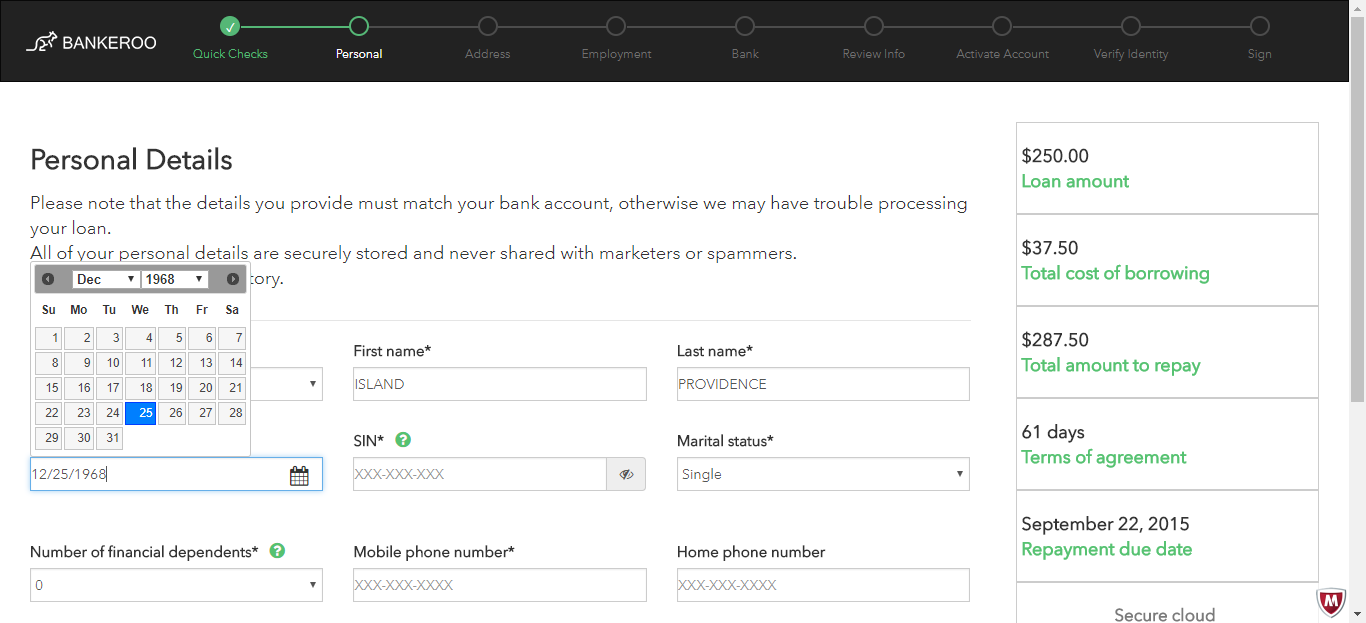 BANKEROO
Quick Checks Personal Address Employment Bank Review Info Activate Account Verify Identity Sign
Personal Details
Please note that the details you provide must match your bank account, otherwise we may have trouble processing
your loan.
All of your personal details are securely stored and never shared with marketers or spammers.
tory.
Dec 1968
Su Mo Tu We Th Fr Sa
1 2 3 4 5 6 7
8 9 10 11 12 13 14
15 16 17 18 19 20 21
22 23 24 25 26 27 28
29 30 31
First name* Last name*
ISLAND PROVIDENCE
SIN* ? Marital status*
12/25/1968 XXX-XXX-XXX Single
Number of financial dependents* ? Mobile phone number* Home phone number
0 XXX-XXX-XXXX XXX-XXX-XXXX
$250.00
Loan amount
$37.50
Total cost of borrowing
$287.50
Total amount to repay
61 days
Terms of agreement
September 22, 2015
Repayment due date
Secure cloud
M